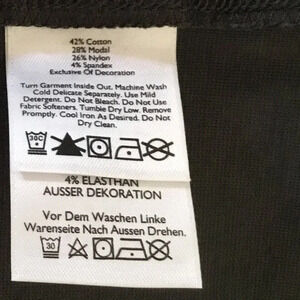 42% Cotton
28% Modal
26% Nylon
4% Spandex
Exclusive Of Decoration
Turn Garment Inside Out. Machine Wash
Cold Delicate Separately. Use Mild
Detergent. Do Not Bleach. Do Not Use
Fabric Softeners. Tumble Dry Low. Remove
Promptly. Cool Iron As Desired. Do Not
Dry Clean.
30C
4% ELASTHAN
AUSSER DEKORATION
Vor Dem Waschen Linke
Warenseite Nach Aussen Drehen.
30